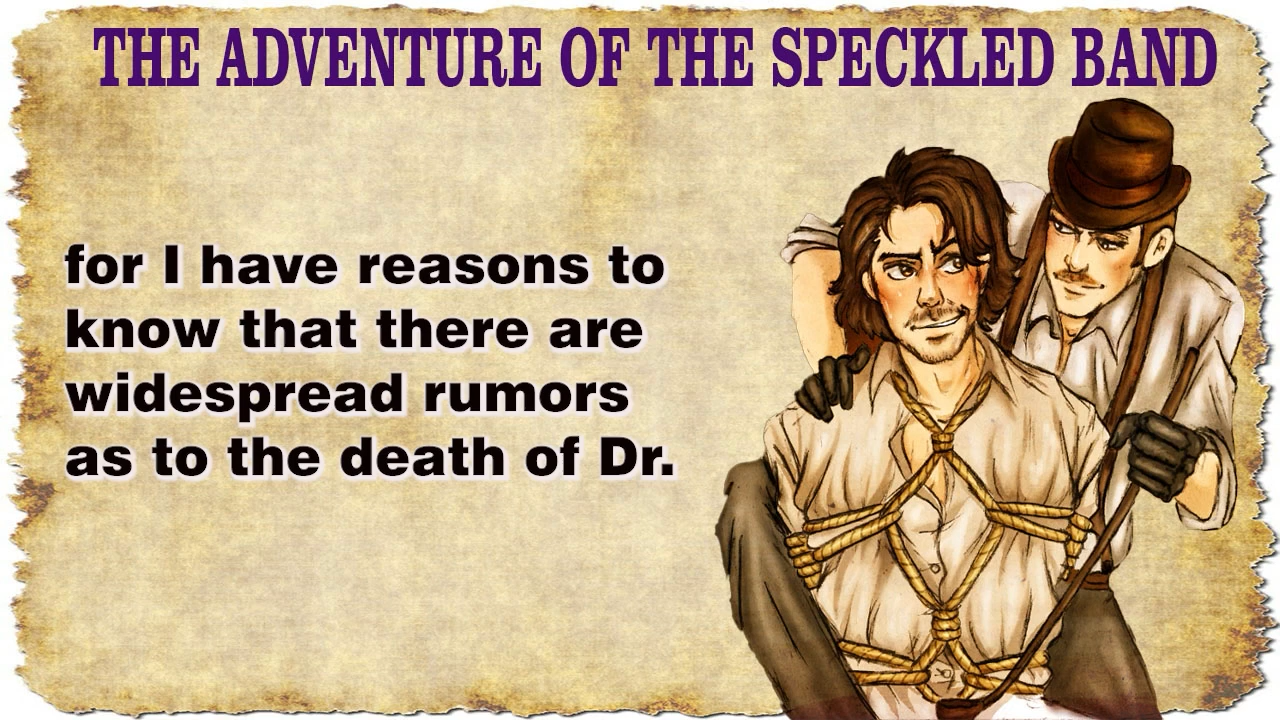 THE ADVENTURE OF THE SPECKLED BAND
for I have reasons to
know that there are
widespread rumors
as to the death of Dr.